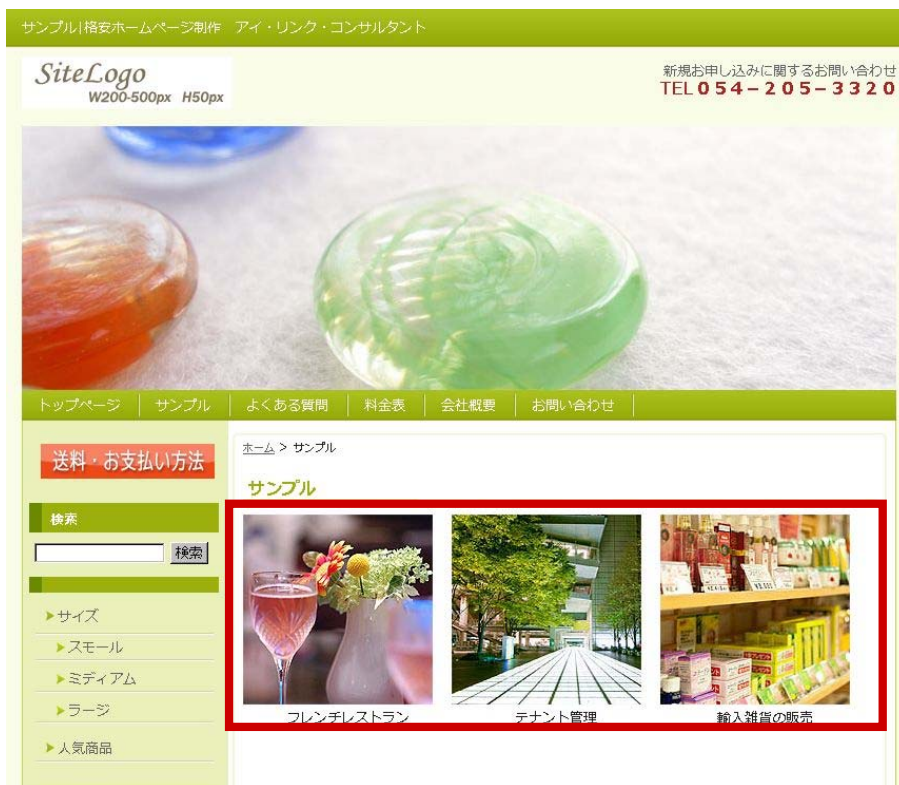 サンプル|格安ホームページ制作　アイ・リンク・コンサルタント
SiteLogo
W200-500px H50px
新規お申し込みに関するお問い合わせ
TEL 054-205-3320
トップページ
サンプル
よくある質問
料金表
会社概要
お問い合わせ
送料・お支払い方法
検索
検索
サイズ
スモール
ミディアム
ラージ
人気商品
ホーム > サンプル
サンプル
フレンチレストラン
テナント管理
輸入雑貨の販売